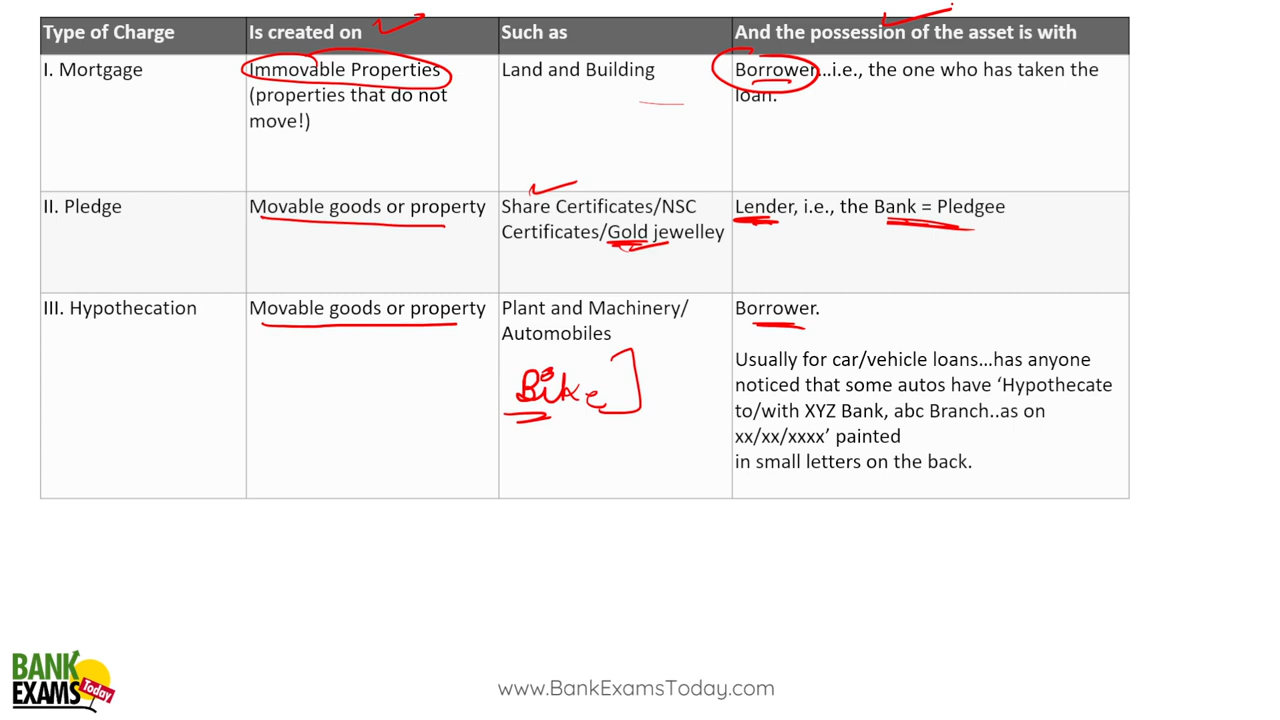 Type of Charge Is created on Such as And the possession of the asset is with
I. Mortgage Immovable Properties Land and Building Borrower...i.e., the one who has taken the
(properties that do not loan.
move!)
II. Pledge Movable goods or property Share Certificates/NSC Lender, i.e., the Bank = Pledgee
Certificates/Gold jewelley
III. Hypothecation Movable goods or property Plant and Machinery/ Borrower.
Automobiles
Usually for car/vehicle loans...has anyone
Bike noticed that some autos have ‘Hypothecate
to/with XYZ Bank, abc Branch..as on
xx/xx/xxxx’ painted
in small letters on the back.
BANK
EXAMS Today
www.BankExamsToday.com